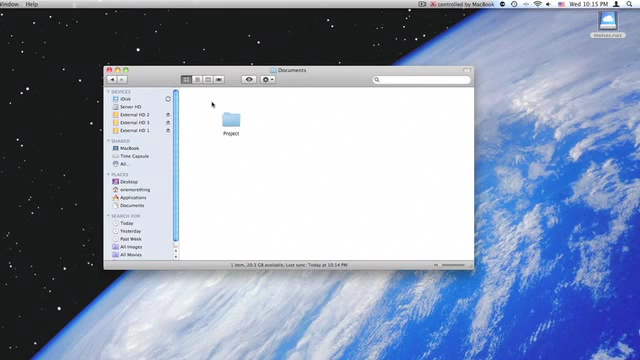 Window Help
controlled by MacBook
Wed 10:15 PM
Documents
DEVICES
iDisk
Server HD
External HD 2
External HD 3
External HD 1
SHARED
MacBook
Time Capsule
All...
PLACES
Desktop
onemorething
Applications
Documents
SEARCH FOR
Today
Yesterday
Past Week
All Images
All Movies
Project
1 item, 20.3 GB available, Last sync: Today at 10:14 PM